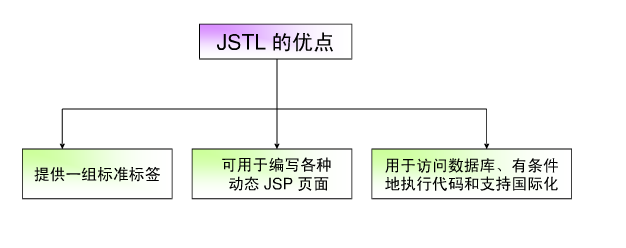 JSTL 的优点
提供一组标准标签
可用于编写各种
动态 JSP 页面
用于访问数据库、有条件
地执行代码和支持国际化